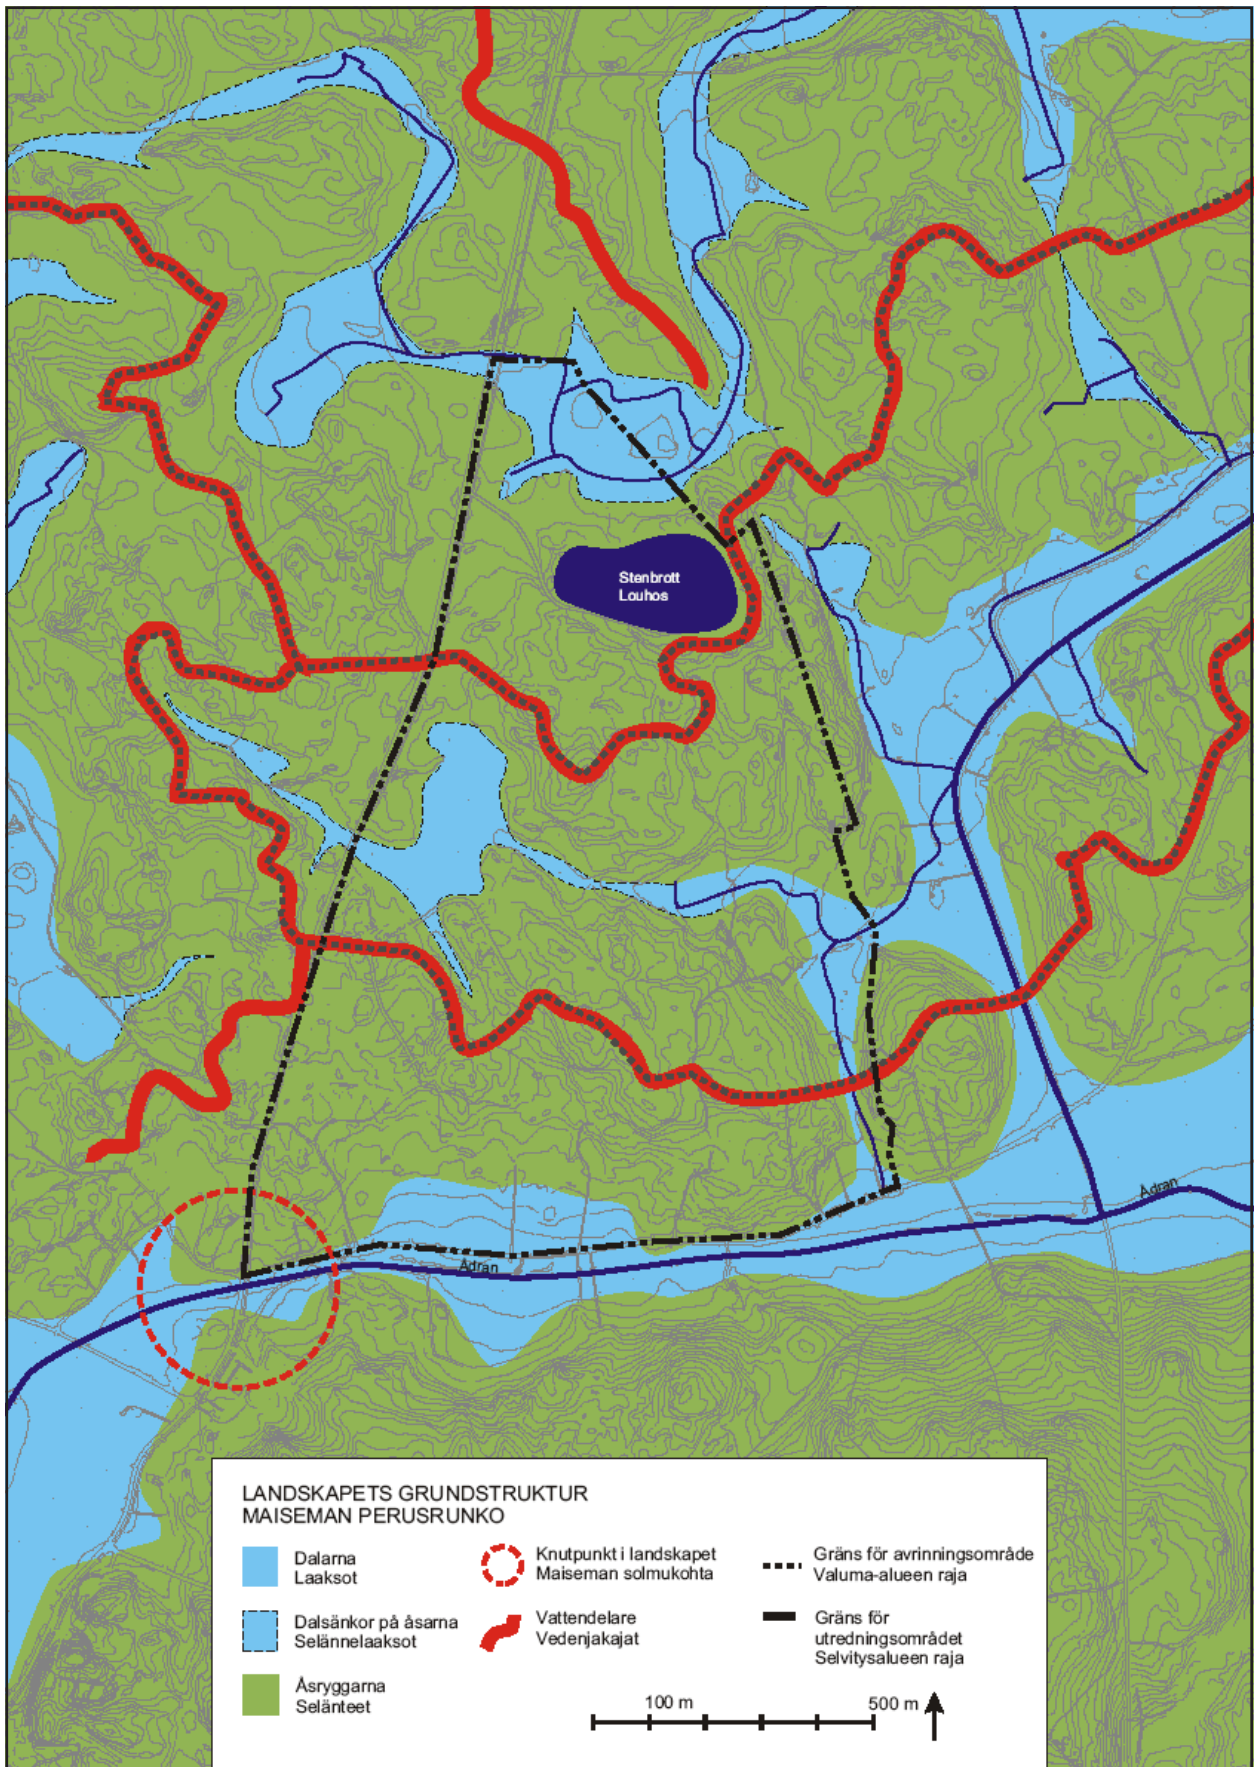 Stenbrott
Louhos
Ådran
Ådran
LANDSKAPETS GRUNDSTRUKTUR
MAISEMAN PERUSRUNKO
Dalarna
Laaksot
Dalsänkor på åsarna
Selännelaaksot
Åsryggarna
Selänteet
Knutpunkt i landskapet
Maiseman solmukohta
Vattendelare
Vedenjakajat
Gräns för avrinningsområde
Valuma-alueen raja
Gräns för
utredningsområdet
Selvitysalueen raja
100 m 500 m